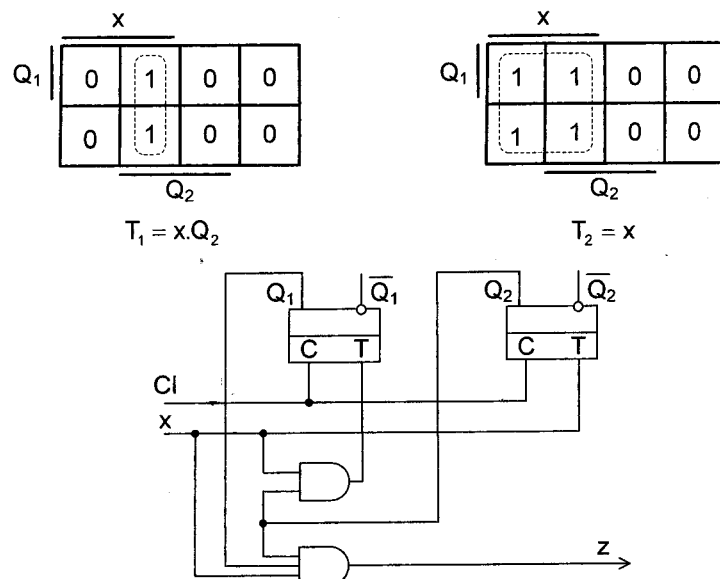 x
x
Q₁ 0 1 0 0
Q₁ 1 1 0 0
0 1 0 0
1 1 0 0
Q₂
Q₂
T₁ = x.Q₂
T₂ = x
Q₁ Q̅₁ Q₂ Q̅₂
C T
C T
Cl
x
z